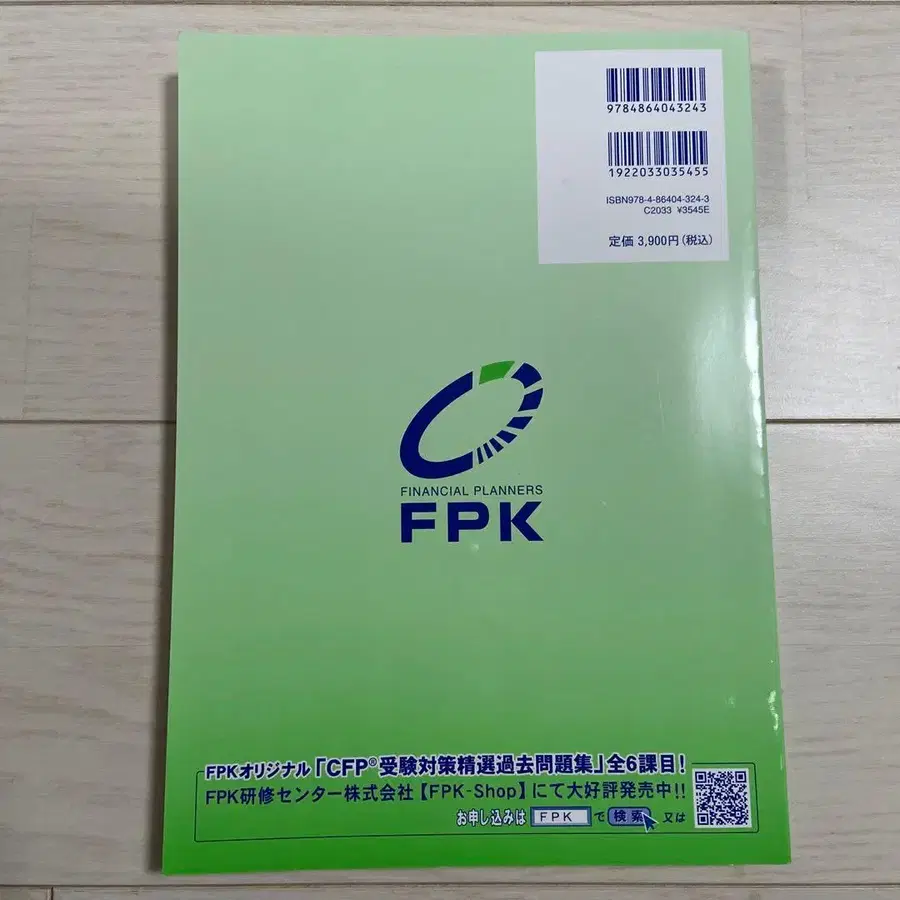 9784864043243
1922033035455
ISBN978-4-86404-324-3
C2033 ¥3545E
定価 3,900円(税込)
FINANCIAL PLANNERS
FPK
FPKオリジナル「CFP®受験対策精選過去問題集」全6課目!
FPK研修センター株式会社【FPK-Shop】にて大好評発売中!!
お申し込みは FPK で 検索 又は